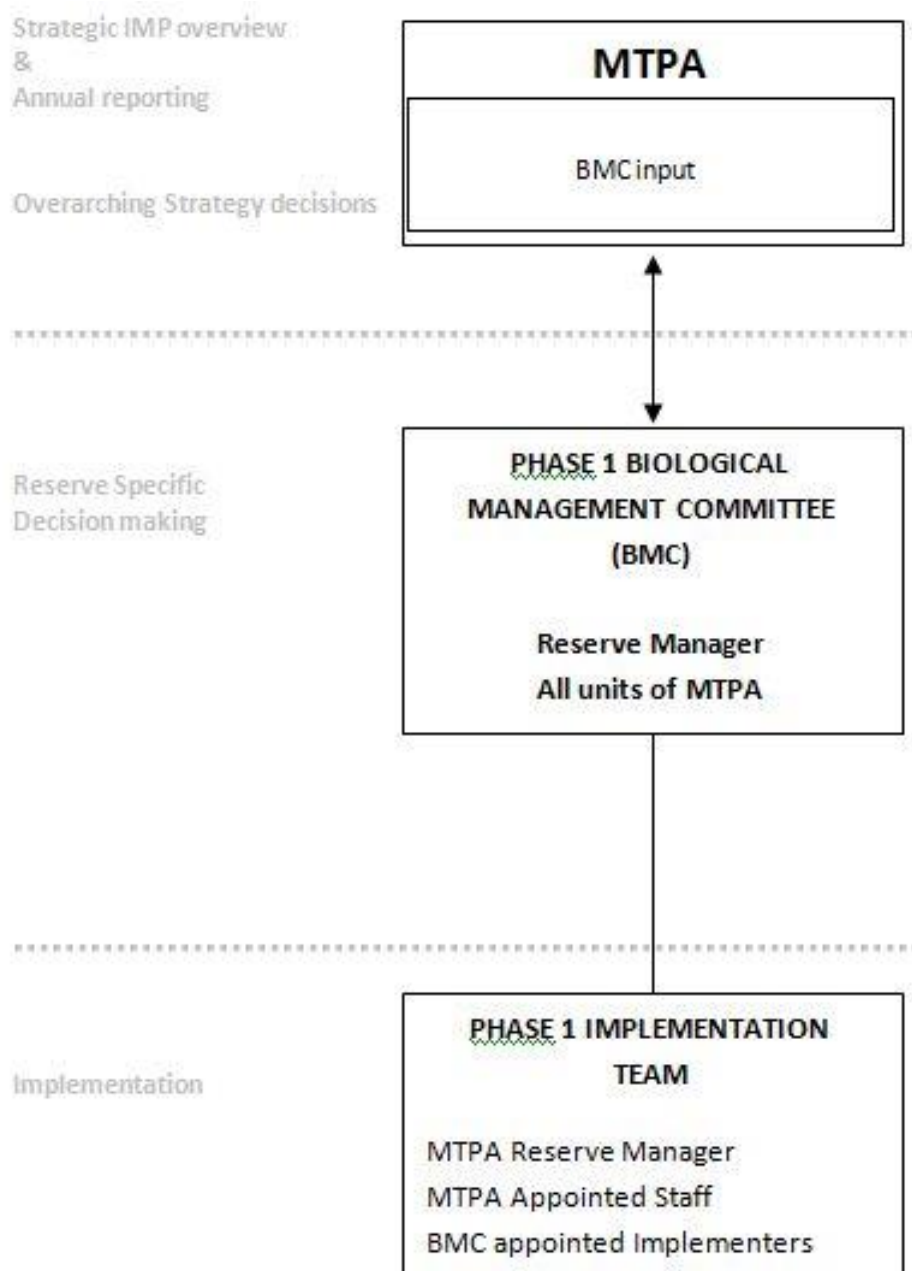 Strategic IMP overview
&
Annual reporting
Overarching Strategy decisions
MTPA
BMC input
Reserve Specific
Decision making
PHASE 1 BIOLOGICAL
MANAGEMENT COMMITTEE
(BMC)
Reserve Manager
All units of MTPA
Implementation
PHASE 1 IMPLEMENTATION
TEAM
MTPA Reserve Manager
MTPA Appointed Staff
BMC appointed Implementers